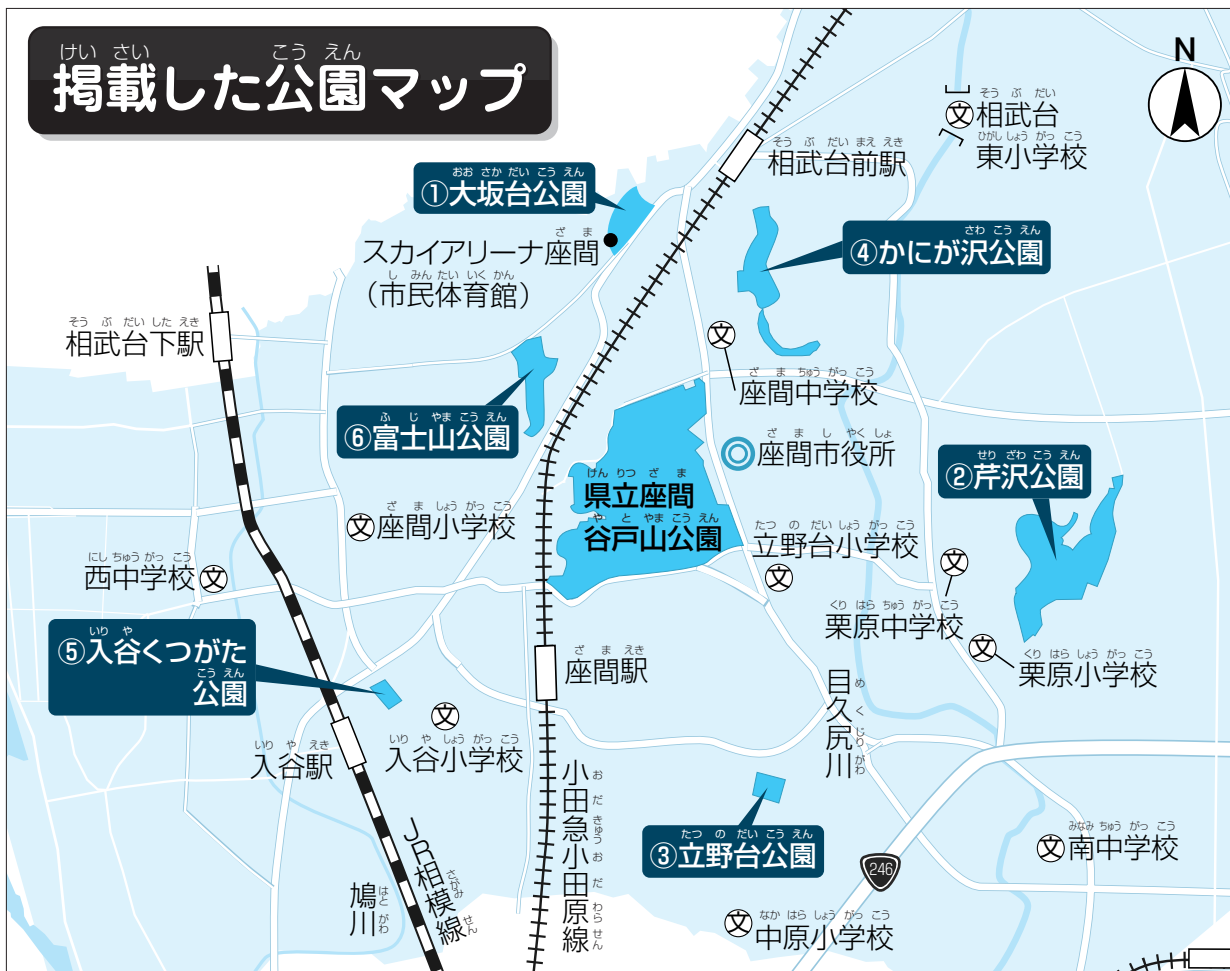 けいさい こうえん
掲載した公園マップ
N
おおさかだいこうえん
①大坂台公園
ざま
スカイアリーナ座間
しみんたいいくかん
（市民体育館）
そうぶだいまええき
相武台前駅
そうぶだい
文相武台
ひがししょうがっこう
東小学校
さわこうえん
④かにが沢公園
そうぶだいしたえき
相武台下駅
文
ざまちゅうがっこう
座間中学校
ふじやまこうえん
⑥富士山公園
ざましやくしょ
◎座間市役所
けんりつざま
県立座間
やとやまこうえん
谷戸山公園
せりざわこうえん
②芹沢公園
ざましょうがっこう
文座間小学校
たつのだいしょうがっこう
立野台小学校
文
にしちゅうがっこう
西中学校文
文
くりはらちゅうがっこう
栗原中学校
文
くりはらしょうがっこう
栗原小学校
いりや
⑤入谷くつがた
こうえん
公園
ざまえき
座間駅
目久尻川
めくじりがわ
文
いりやしょうがっこう
入谷小学校
いりやえき
入谷駅
小田急小田原線
おだきゅうおだわらせん
たつのだいこうえん
③立野台公園
246
みなみちゅうがっこう
文南中学校
JR相模線
さがみせん
鳩川
はとがわ
なかはらしょうがっこう
文中原小学校